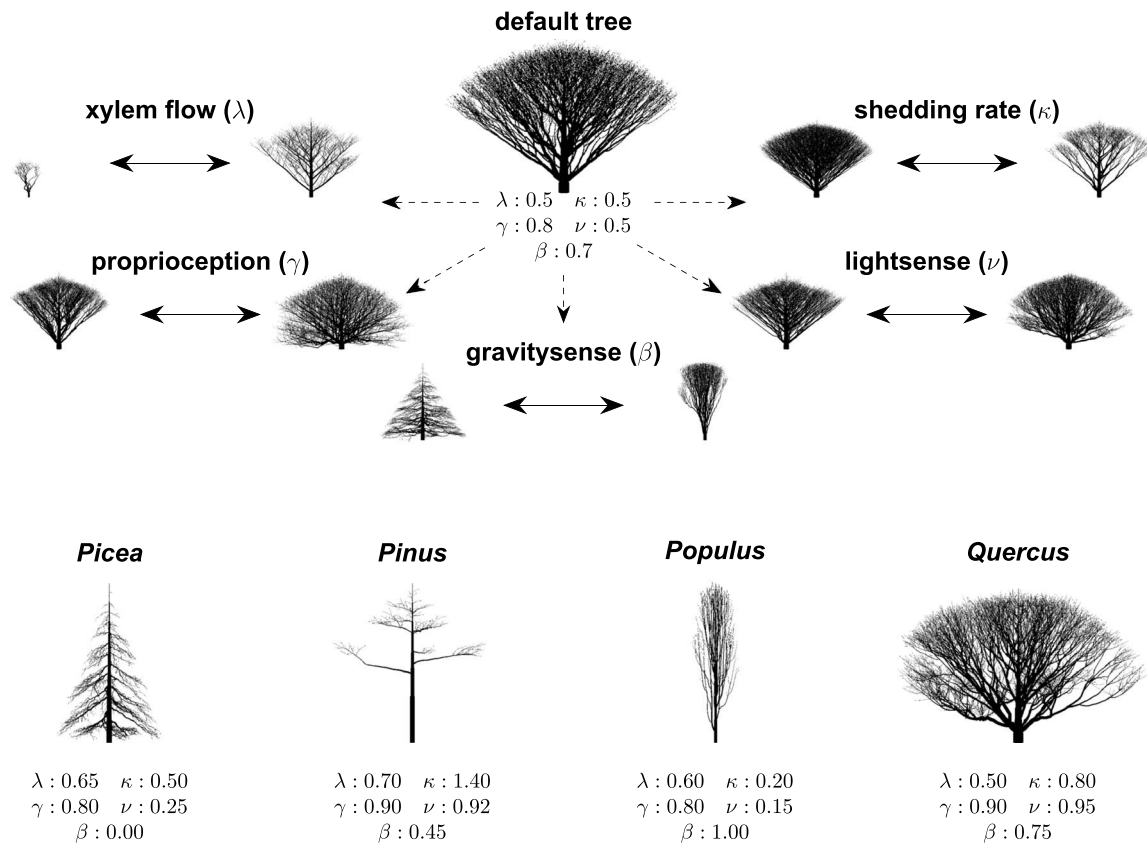 default tree
xylem flow (λ)
shedding rate (κ)
λ : 0.5 κ : 0.5
γ : 0.8 ν : 0.5
β : 0.7
proprioception (γ)
lightsense (ν)
gravitysense (β)
Picea
Pinus
Populus
Quercus
λ : 0.65 κ : 0.50
γ : 0.80 ν : 0.25
β : 0.00
λ : 0.70 κ : 1.40
γ : 0.90 ν : 0.92
β : 0.45
λ : 0.60 κ : 0.20
γ : 0.80 ν : 0.15
β : 1.00
λ : 0.50 κ : 0.80
γ : 0.90 ν : 0.95
β : 0.75